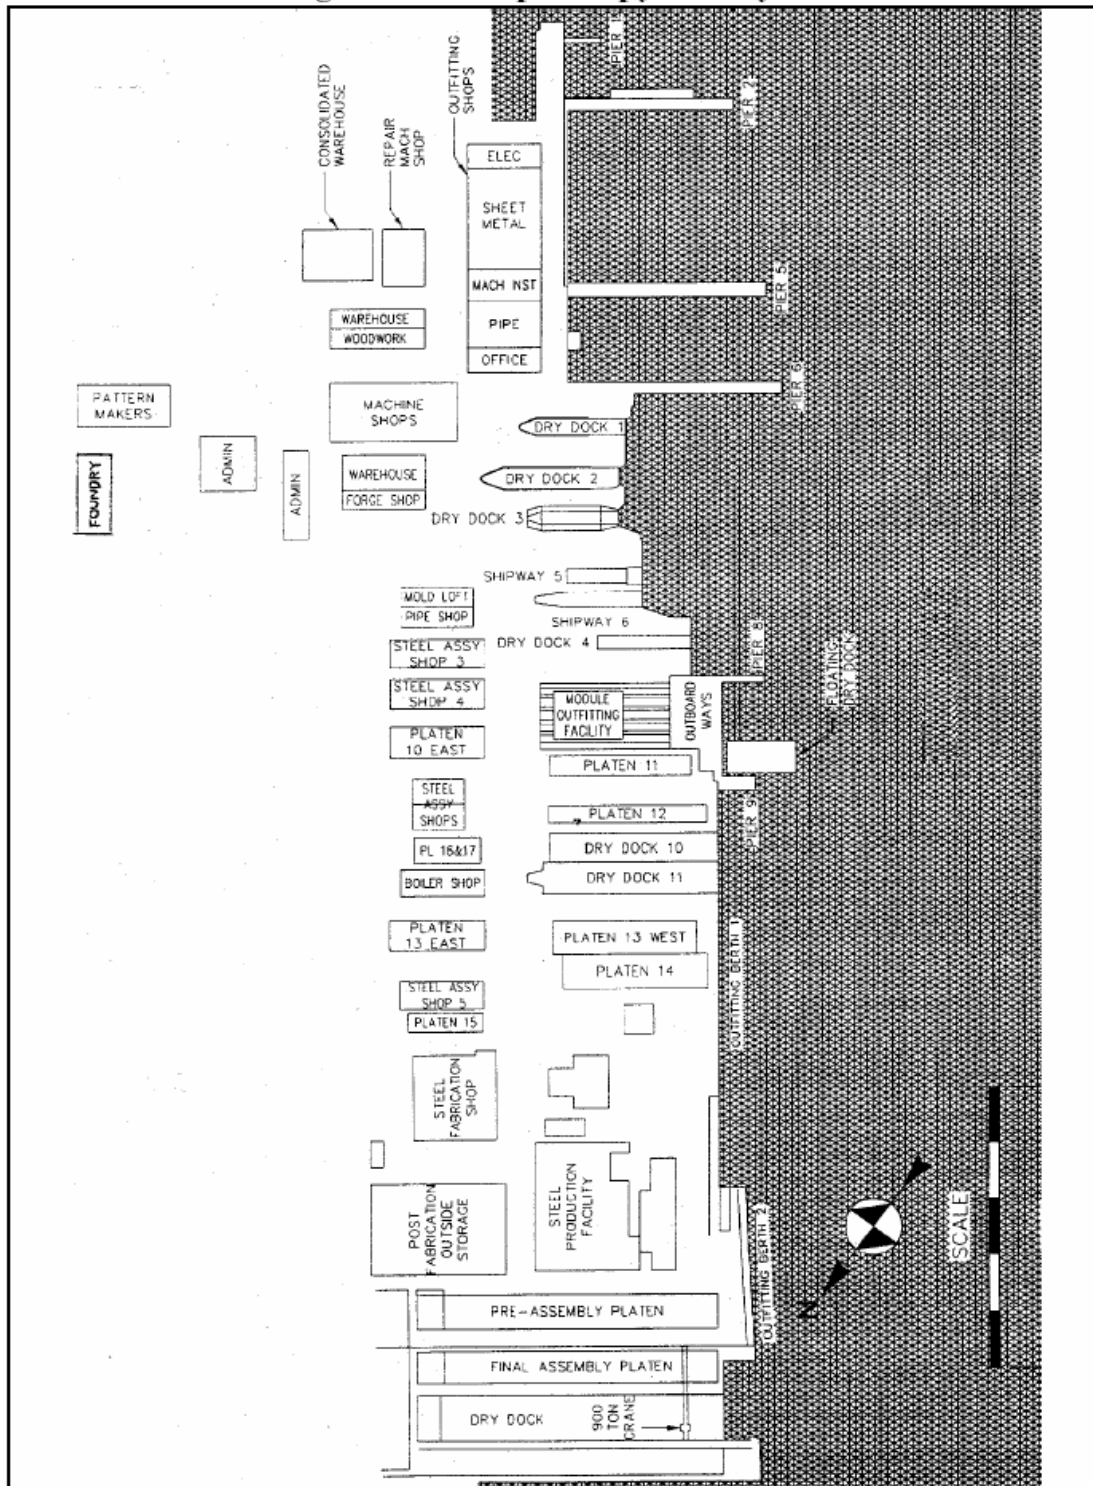 PIER 1
PIER 2
OUTFITTING
SHOPS
CONSOLIDATED
WAREHOUSE
REPAIR
MACH
SHOP
ELEC
SHEET
METAL
MACH INST
PIPE
OFFICE
PIER 5
WAREHOUSE
WOODWORK
PIER 6
PATTERN
MAKERS
MACHINE
SHOPS
DRY DOCK 1
ADMIN
FOUNDRY
ADMIN
WAREHOUSE
FORGE SHOP
DRY DOCK 2
DRY DOCK 3
SHIPWAY 5
MOLD LOFT
PIPE SHOP
SHIPWAY 6
DRY DOCK 4
STEEL ASSY
SHOP 3
PIER 8
STEEL ASSY
SHOP 4
MODULE
OUTFITTING
FACILITY
OUTBOARD
WAYS
FLOATING
DRY DOCK
PLATEN
10 EAST
PLATEN 11
STEEL
ASSY
SHOPS
PLATEN 12
PIER 9
PL 16&17
DRY DOCK 10
BOILER SHOP
DRY DOCK 11
PLATEN
13 EAST
PLATEN 13 WEST
OUTFITTING BERTH 1
PLATEN 14
STEEL ASSY
SHOP 5
PLATEN 15
STEEL
FABRICATION
SHOP
POST
FABRICATION
OUTSIDE
STORAGE
STEEL
PRODUCTION
FACILITY
OUTFITTING BERTH 2
N
SCALE
PRE-ASSEMBLY PLATEN
FINAL ASSEMBLY PLATEN
DRY DOCK
900
TON
CRANE